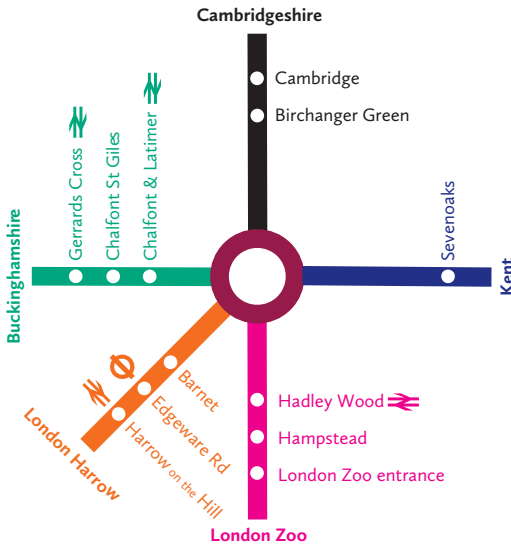 Cambridgeshire
Cambridge
Birchanger Green
Gerrards Cross
Chalfont St Giles
Chalfont & Latimer
Buckinghamshire
Sevenoaks
Kent
Barnet
Edgeware Rd
Harrow on the Hill
London Harrow
Hadley Wood
Hampstead
London Zoo entrance
London Zoo